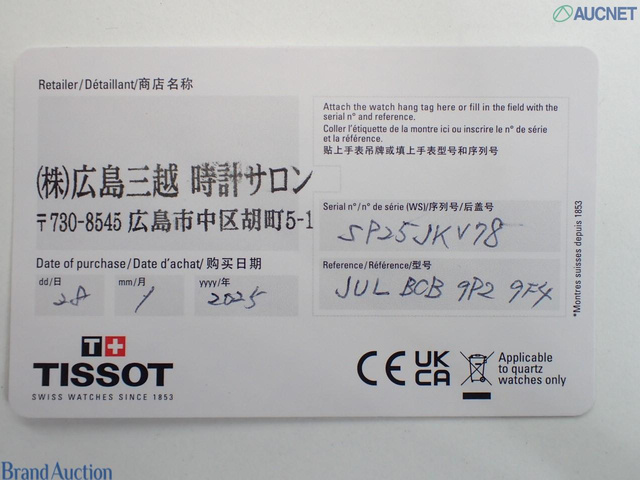 AUCNET
Retailer/Détaillant/商店名称
(株)広島三越 時計サロン
〒730-8545 広島市中区胡町5-1
Attach the watch hang tag here or fill in the field with the
serial n° and reference.
Coller l'étiquette de la montre ici ou inscrire le n° de série
et la référence.
贴上手表吊牌或填上手表型号和序列号
Serial n°/n° de série (WS)/序列号/后盖号
SP25JKV78
Date of purchase/Date d'achat/购买日期
dd/日 mm/月 yyyy/年
28 1 2025
Reference/Référence/型号
JUL BCB 9P2 9F4
*Montres suisses depuis 1853
T+
TISSOT
SWISS WATCHES SINCE 1853
CE UK CA
Applicable
to quartz
watches only
Brand Auction